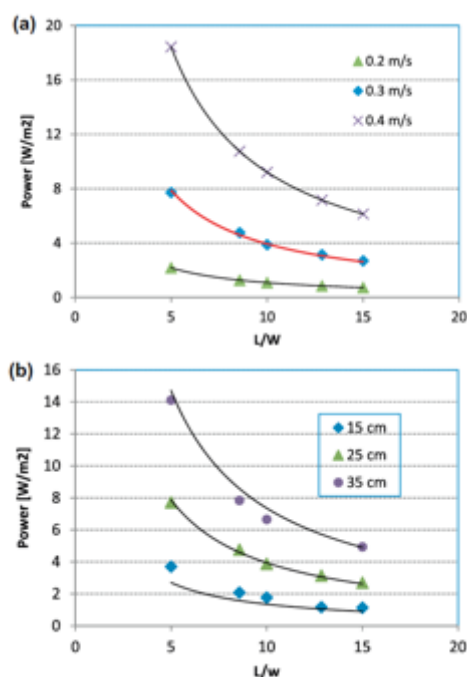 (a)
20
16
12
8
4
0
Power [W/m2]
0.2 m/s
0.3 m/s
0.4 m/s
0 5 10 15 20
L/W
(b)
16
14
12
10
8
6
4
2
0
Power [W/m2]
15 cm
25 cm
35 cm
0 5 10 15 20
L/w